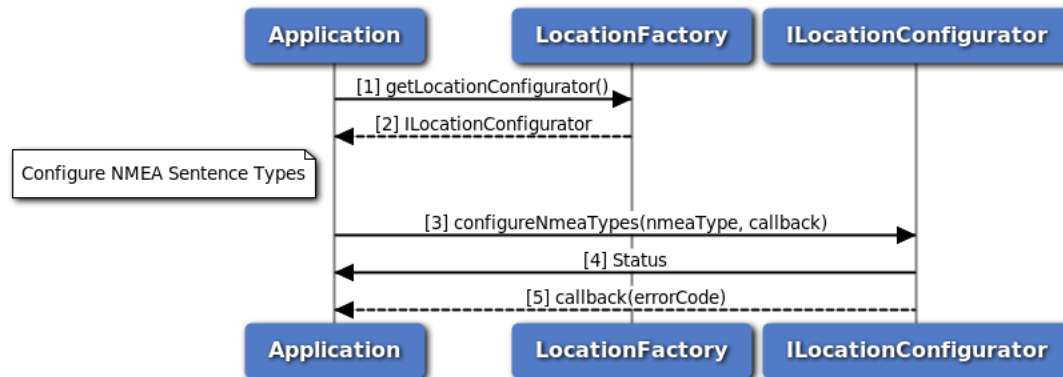 Application
LocationFactory
ILocationConfigurator
[1] getLocationConfigurator()
[2] ILocationConfigurator
Configure NMEA Sentence Types
[3] configureNmeaTypes(nmeaType, callback)
[4] Status
[5] callback(errorCode)
Application
LocationFactory
ILocationConfigurator